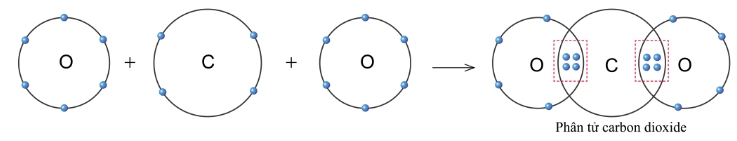 O + C + O → O C O
Phân tử carbon dioxide